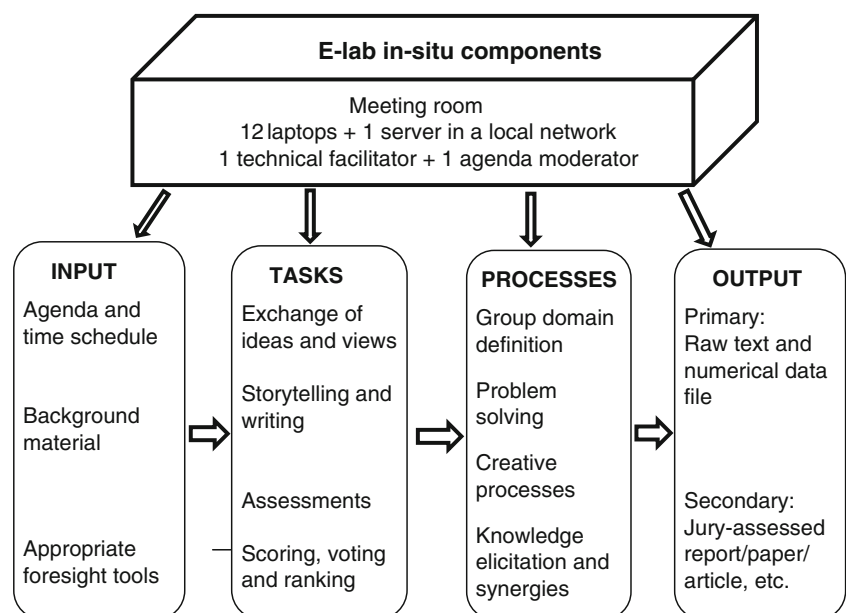 E-lab in-situ components
Meeting room
12 laptops + 1 server in a local network
1 technical facilitator + 1 agenda moderator
INPUT
Agenda and
time schedule
Background
material
Appropriate
foresight tools
TASKS
Exchange of
ideas and views
Storytelling and
writing
Assessments
Scoring, voting
and ranking
PROCESSES
Group domain
definition
Problem
solving
Creative
processes
Knowledge
elicitation and
synergies
OUTPUT
Primary:
Raw text and
numerical data
file
Secondary:
Jury-assessed
report/paper/
article, etc.